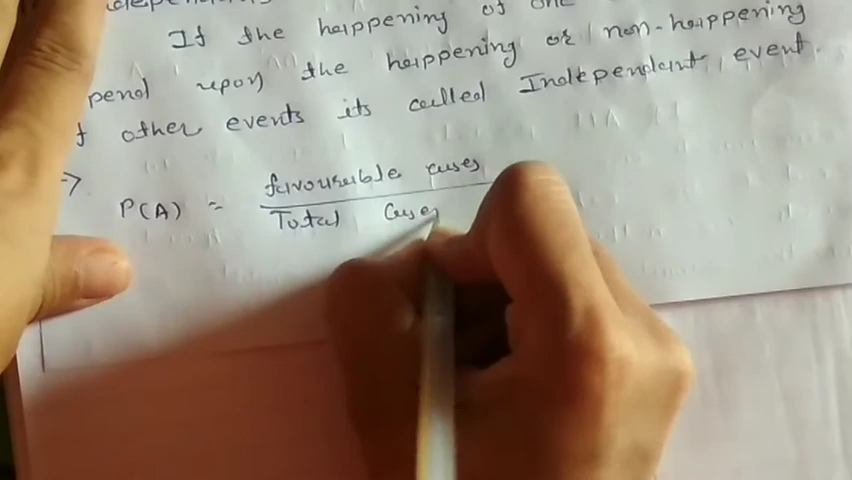 If the happening of one
pend upon the happening or non-happening
f other events its called Independent event.
⇒ P(A) = favourable cases
Total Cases